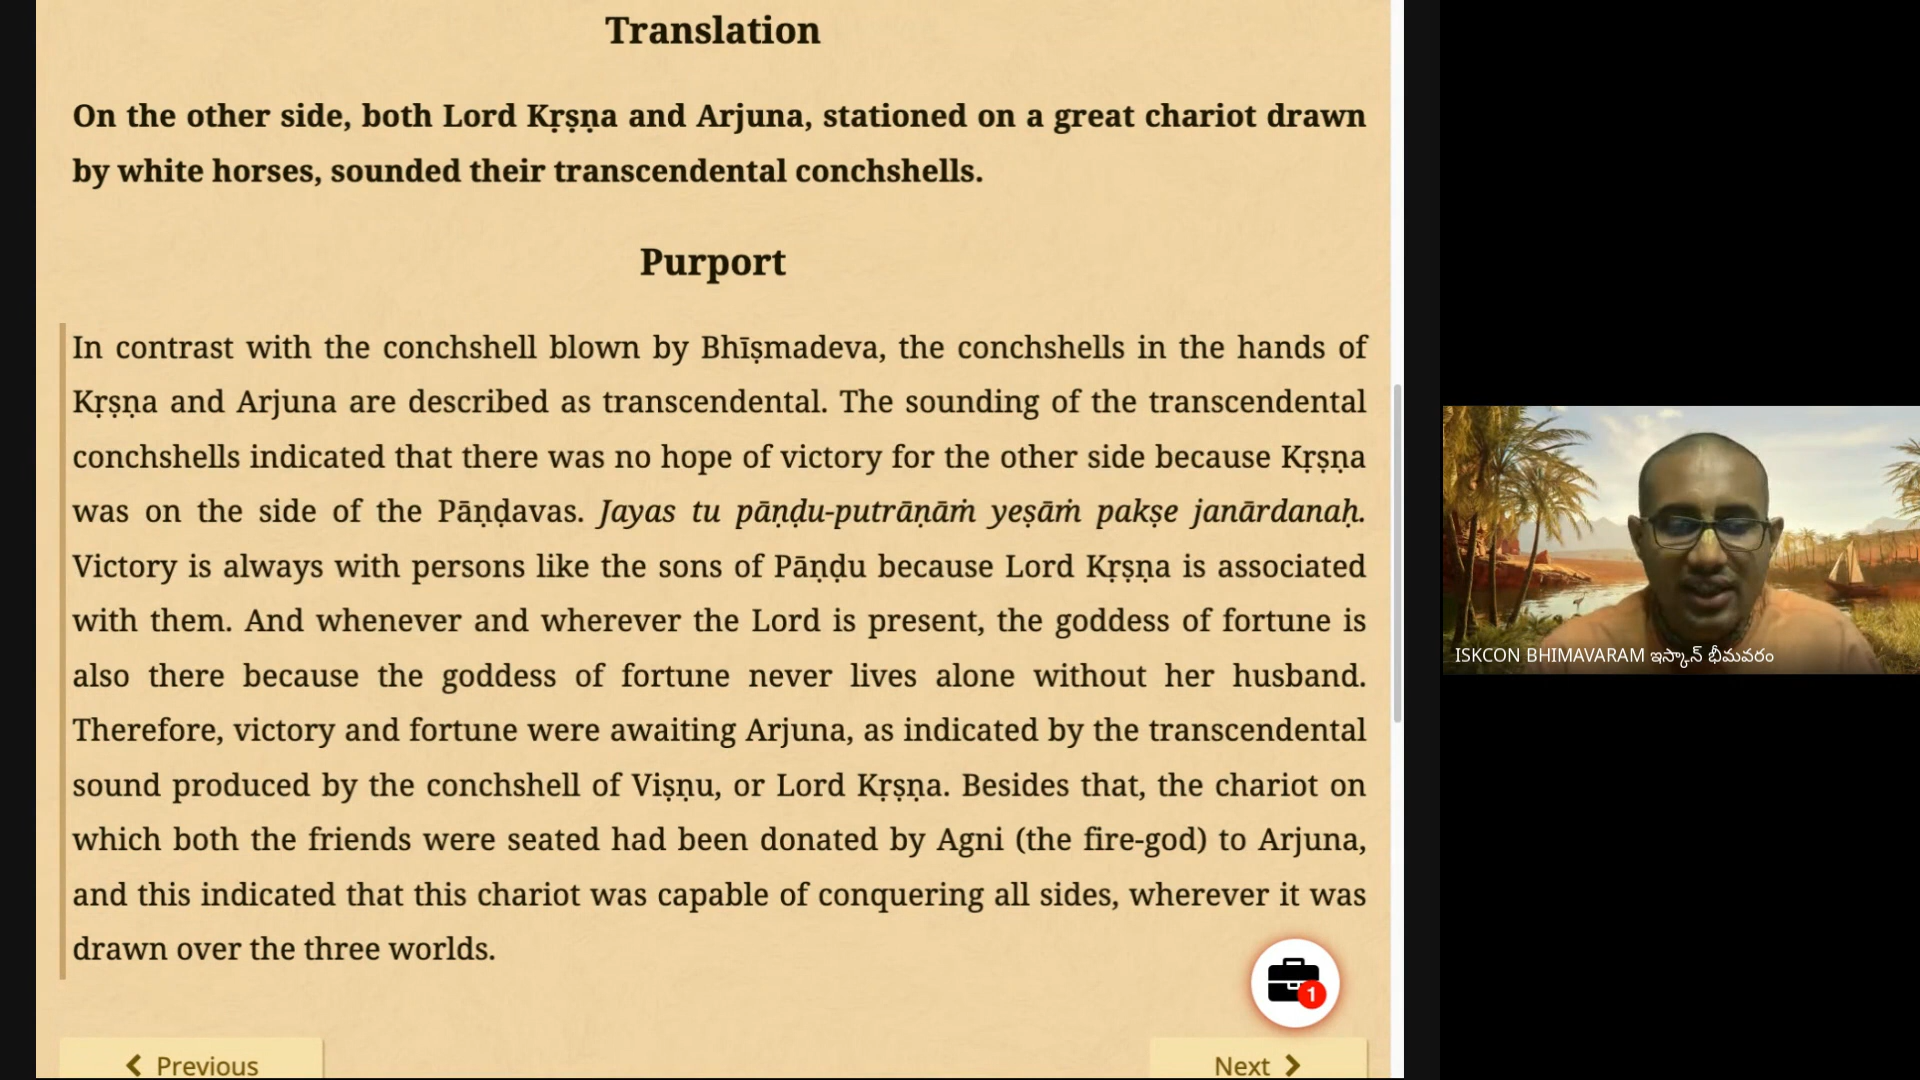 Translation
On the other side, both Lord Kṛṣṇa and Arjuna, stationed on a great chariot drawn
by white horses, sounded their transcendental conchshells.
Purport
In contrast with the conchshell blown by Bhīṣmadeva, the conchshells in the hands of
Kṛṣṇa and Arjuna are described as transcendental. The sounding of the transcendental
conchshells indicated that there was no hope of victory for the other side because Kṛṣṇa
was on the side of the Pāṇḍavas. Jayas tu pāṇḍu-putrāṇāṁ yeṣāṁ pakṣe janārdanaḥ.
Victory is always with persons like the sons of Pāṇḍu because Lord Kṛṣṇa is associated
with them. And whenever and wherever the Lord is present, the goddess of fortune is
also there because the goddess of fortune never lives alone without her husband.
Therefore, victory and fortune were awaiting Arjuna, as indicated by the transcendental
sound produced by the conchshell of Viṣṇu, or Lord Kṛṣṇa. Besides that, the chariot on
which both the friends were seated had been donated by Agni (the fire-god) to Arjuna,
and this indicated that this chariot was capable of conquering all sides, wherever it was
drawn over the three worlds.
1
Previous
Next
ISKCON BHIMAVARAM ఇస్కాన్ భీమవరం